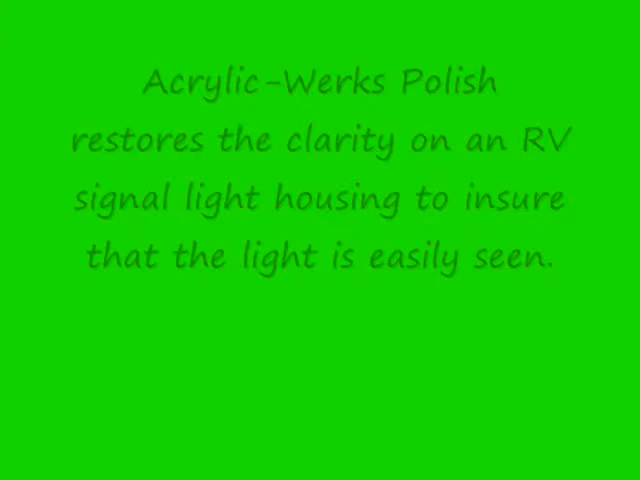 Acrylic-Werks Polish
restores the clarity on an RV
signal light housing to insure
that the light is easily seen.